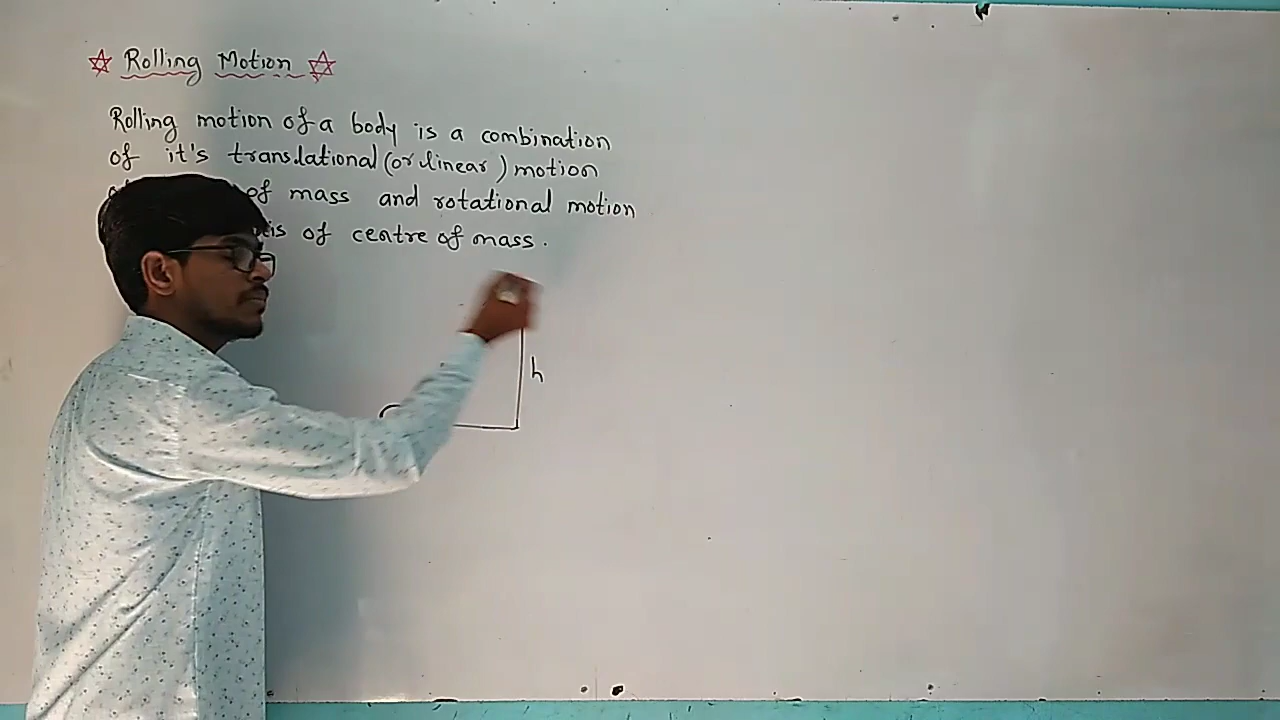 Rolling Motion
Rolling motion of a body is a combination
of it's translational (or linear) motion
of mass and rotational motion
of centre of mass.
h